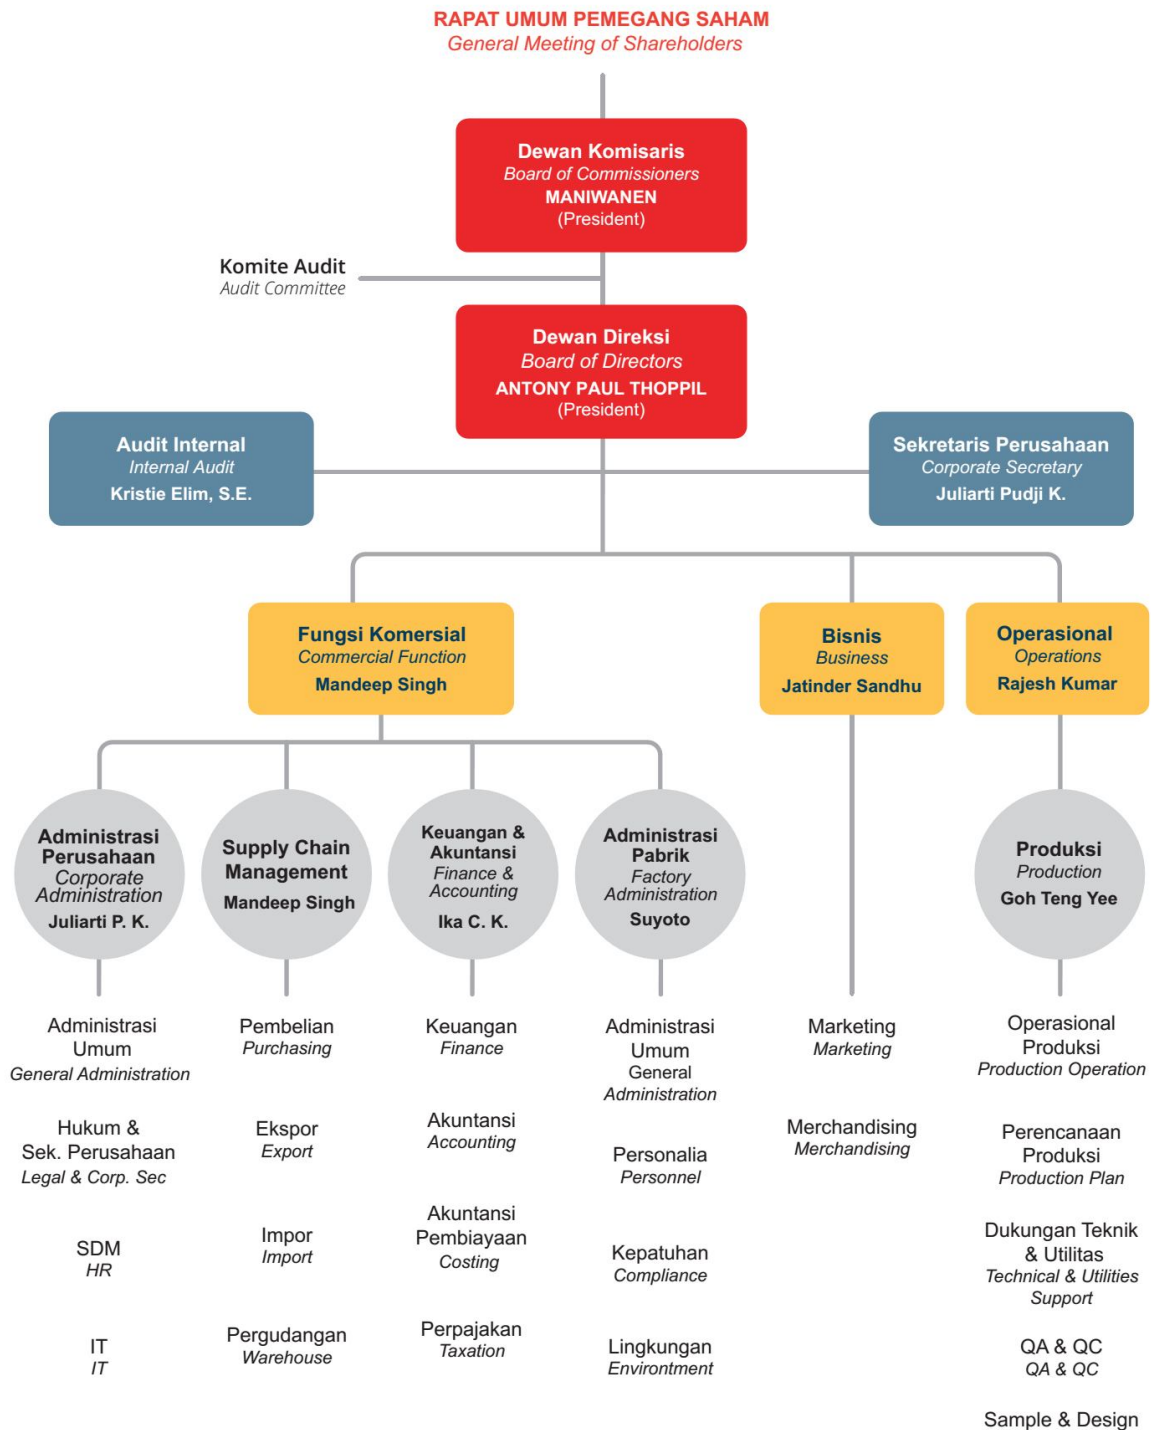 RAPAT UMUM PEMEGANG SAHAM
General Meeting of Shareholders
Dewan Komisaris
Board of Commissioners
MANIWANEN
(President)
Komite Audit
Audit Committee
Dewan Direksi
Board of Directors
ANTONY PAUL THOPPIL
(President)
Audit Internal
Internal Audit
Kristie Elim, S.E.
Sekretaris Perusahaan
Corporate Secretary
Juliarti Pudji K.
Fungsi Komersial
Commercial Function
Mandeep Singh
Bisnis
Business
Jatinder Sandhu
Operasional
Operations
Rajesh Kumar
Administrasi
Perusahaan
Corporate
Administration
Juliarti P. K.
Supply Chain
Management
Mandeep Singh
Keuangan &
Akuntansi
Finance &
Accounting
Ika C. K.
Administrasi
Pabrik
Factory
Administration
Suyoto
Produksi
Production
Goh Teng Yee
Administrasi
Umum
General Administration
Hukum &
Sek. Perusahaan
Legal & Corp. Sec
SDM
HR
IT
IT
Pembelian
Purchasing
Ekspor
Export
Impor
Import
Pergudangan
Warehouse
Keuangan
Finance
Akuntansi
Accounting
Akuntansi
Pembiayaan
Costing
Perpajakan
Taxation
Administrasi
Umum
General
Administration
Personalia
Personnel
Kepatuhan
Compliance
Lingkungan
Environtment
Marketing
Marketing
Merchandising
Merchandising
Operasional
Produksi
Production Operation
Perencanaan
Produksi
Production Plan
Dukungan Teknik
& Utilitas
Technical & Utilities
Support
QA & QC
QA & QC
Sample & Design